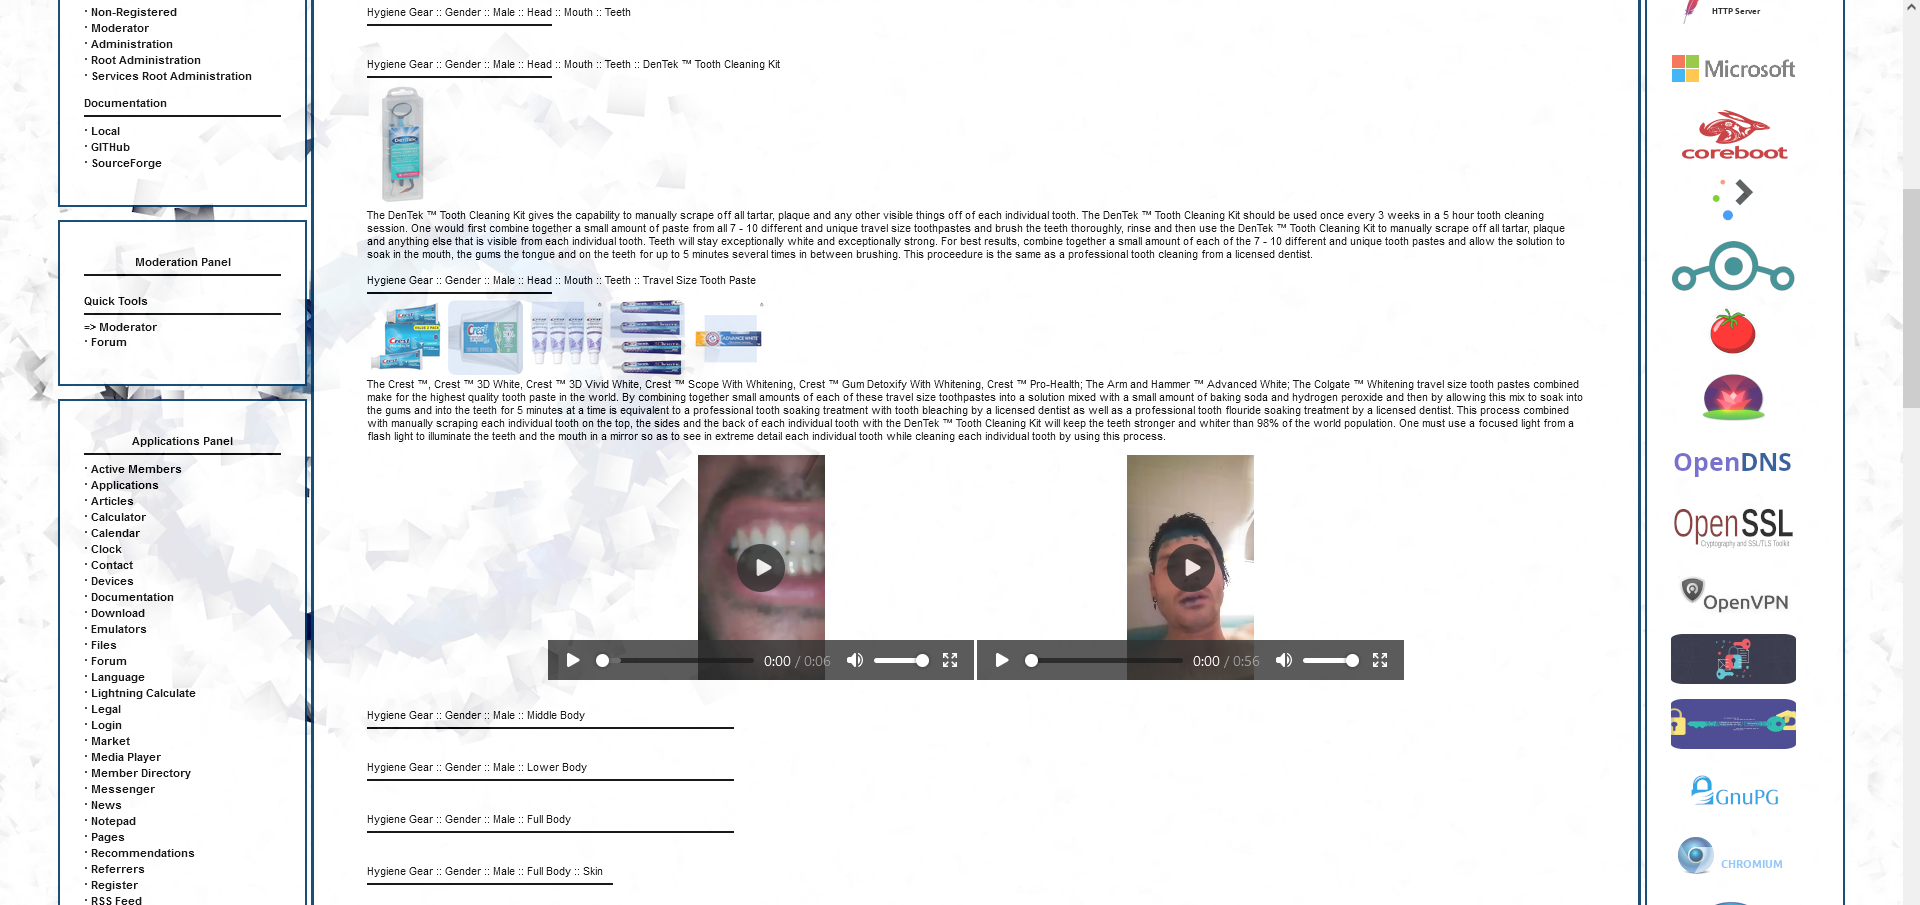 · Non-Registered
· Moderator
· Administration
· Root Administration
· Services Root Administration
Documentation
· Local
· GITHub
· SourceForge
Moderation Panel
Quick Tools
=> Moderator
· Forum
Applications Panel
· Active Members
· Applications
· Articles
· Calculator
· Calendar
· Clock
· Contact
· Devices
· Documentation
· Download
· Emulators
· Files
· Forum
· Language
· Lightning Calculate
· Legal
· Login
· Market
· Media Player
· Member Directory
· Messenger
· News
· Notepad
· Pages
· Recommendations
· Referrers
· Register
· RSS Feed
Hygiene Gear :: Gender :: Male :: Head :: Mouth :: Teeth
Hygiene Gear :: Gender :: Male :: Head :: Mouth :: Teeth :: DenTek ™ Tooth Cleaning Kit
DenTek
The DenTek ™ Tooth Cleaning Kit gives the capability to manually scrape off all tartar, plaque and any other visible things off of each individual tooth. The DenTek ™ Tooth Cleaning Kit should be used once every 3 weeks in a 5 hour tooth cleaning
session. One would first combine together a small amount of paste from all 7 - 10 different and unique travel size toothpastes and brush the teeth thoroughly, rinse and then use the DenTek ™ Tooth Cleaning Kit to manually scrape off all tartar, plaque
and anything else that is visible from each individual tooth. Teeth will stay exceptionally white and exceptionally strong. For best results, combine together a small amount of each of the 7 - 10 different and unique tooth pastes and allow the solution to
soak in the mouth, the gums the tongue and on the teeth for up to 5 minutes several times in between brushing. This proceedure is the same as a professional tooth cleaning from a licensed dentist.
Hygiene Gear :: Gender :: Male :: Head :: Mouth :: Teeth :: Travel Size Tooth Paste
Crest
VALUE 2 PACK
Crest
Crest
Crest
ADVANCE WHITE
The Crest ™, Crest ™ 3D White, Crest ™ 3D Vivid White, Crest ™ Scope With Whitening, Crest ™ Gum Detoxify With Whitening, Crest ™ Pro-Health; The Arm and Hammer ™ Advanced White; The Colgate ™ Whitening travel size tooth pastes combined
make for the highest quality tooth paste in the world. By combining together small amounts of each of these travel size toothpastes into a solution mixed with a small amount of baking soda and hydrogen peroxide and then by allowing this mix to soak into
the gums and into the teeth for 5 minutes at a time is equivalent to a professional tooth soaking treatment with tooth bleaching by a licensed dentist as well as a professional tooth flouride soaking treatment by a licensed dentist. This process combined
with manually scraping each individual tooth on the top, the sides and the back of each individual tooth with the DenTek ™ Tooth Cleaning Kit will keep the teeth stronger and whiter than 98% of the world population. One must use a focused light from a
flash light to illuminate the teeth and the mouth in a mirror so as to see in extreme detail each individual tooth while cleaning each individual tooth by using this process.
0:00 / 0:06
0:00 / 0:56
Hygiene Gear :: Gender :: Male :: Middle Body
Hygiene Gear :: Gender :: Male :: Lower Body
Hygiene Gear :: Gender :: Male :: Full Body
Hygiene Gear :: Gender :: Male :: Full Body :: Skin
HTTP Server
Microsoft
coreboot
OpenDNS
OpenSSL
Cryptography and SSL/TLS Toolkit
OpenVPN
GnuPG
CHROMIUM